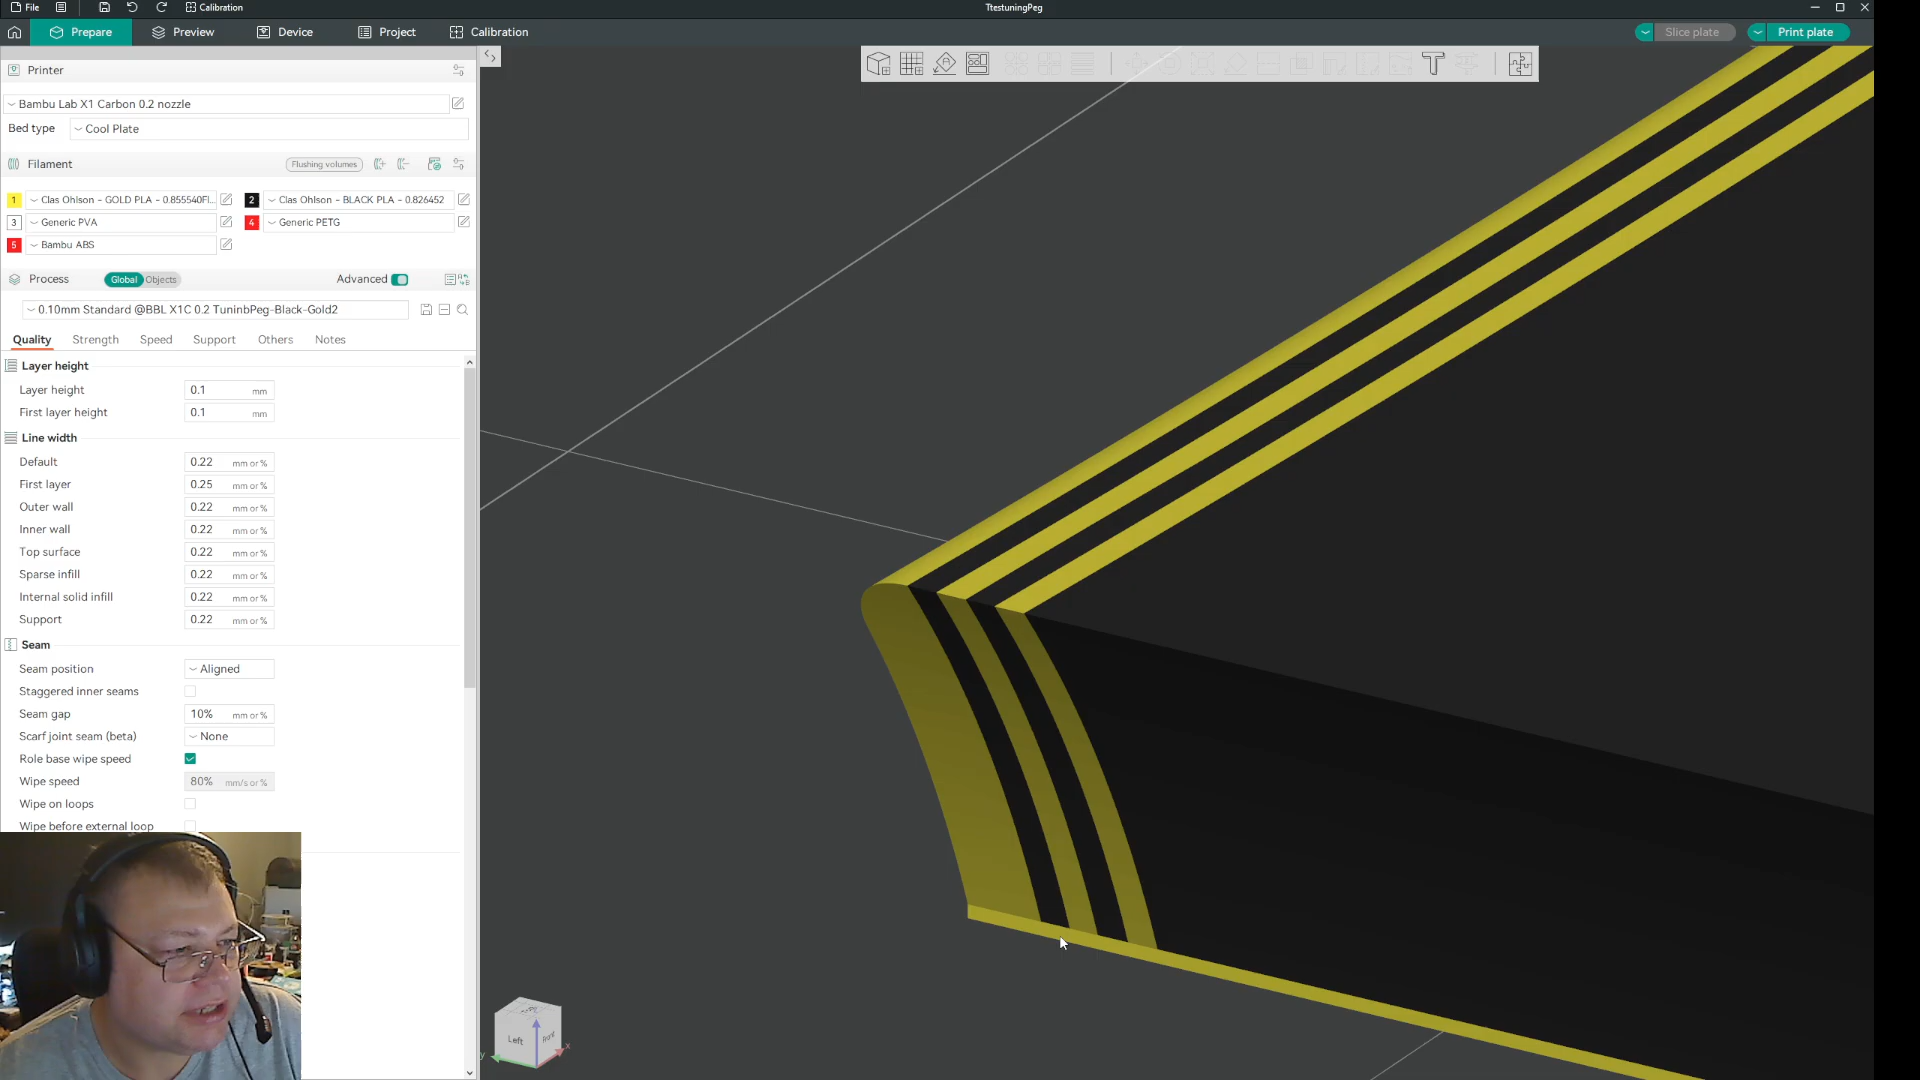 File
Calibration
TtestuningPeg
Prepare
Preview
Device
Project
Calibration
Slice plate
Print plate
Printer
Bambu Lab X1 Carbon 0.2 nozzle
Bed type
Cool Plate
Filament
Flushing volumes
1
Clas Ohlson - GOLD PLA - 0.855540Fl...
2
Clas Ohlson - BLACK PLA - 0.826452
3
Generic PVA
4
Generic PETG
5
Bambu ABS
Process
Global
Objects
Advanced
0.10mm Standard @BBL X1C 0.2 TuninbPeg-Black-Gold2
Quality
Strength
Speed
Support
Others
Notes
Layer height
Layer height 0.1 mm
First layer height 0.1 mm
Line width
Default 0.22 mm or %
First layer 0.25 mm or %
Outer wall 0.22 mm or %
Inner wall 0.22 mm or %
Top surface 0.22 mm or %
Sparse infill 0.22 mm or %
Internal solid infill 0.22 mm or %
Support 0.22 mm or %
Seam
Seam position Aligned
Staggered inner seams
Seam gap 10% mm or %
Scarf joint seam (beta) None
Role base wipe speed
Wipe speed 80% mm/s or %
Wipe on loops
Wipe before external loop
Left
Front
y
x